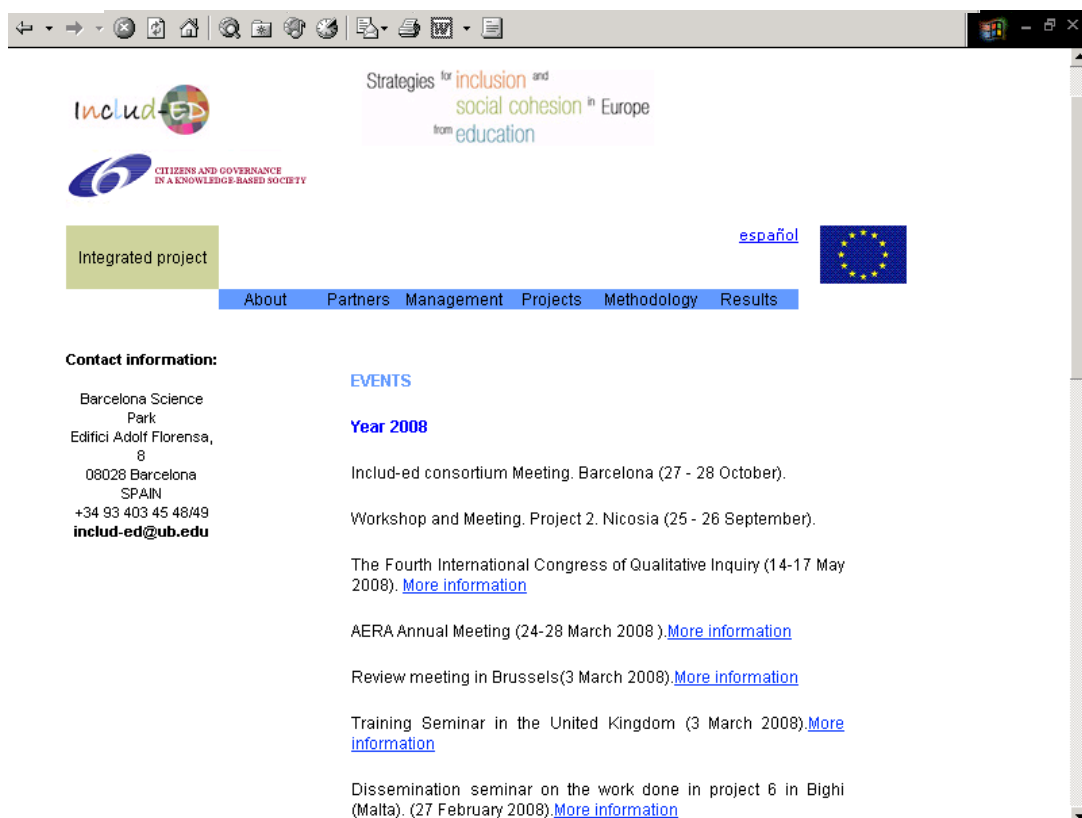 Includ-ED
Strategies for inclusion and
social cohesion in Europe
from education
6
CITIZENS AND GOVERNANCE
IN A KNOWLEDGE-BASED SOCIETY
español
Integrated project
About Partners Management Projects Methodology Results
Contact information:
Barcelona Science
Park
Edifici Adolf Florensa,
8
08028 Barcelona
SPAIN
+34 93 403 45 48/49
includ-ed@ub.edu
EVENTS
Year 2008
Includ-ed consortium Meeting. Barcelona (27 - 28 October).
Workshop and Meeting. Project 2. Nicosia (25 - 26 September).
The Fourth International Congress of Qualitative Inquiry (14-17 May
2008). More information
AERA Annual Meeting (24-28 March 2008 ).More information
Review meeting in Brussels(3 March 2008).More information
Training Seminar in the United Kingdom (3 March 2008).More
information
Dissemination seminar on the work done in project 6 in Bighi
(Malta). (27 February 2008).More information